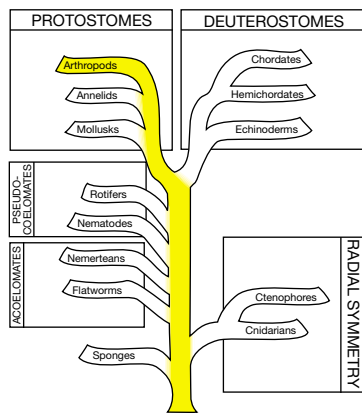 PROTOSTOMES
DEUTEROSTOMES
Arthropods
Annelids
Mollusks
Chordates
Hemichordates
Echinoderms
PSEUDO-
COELOMATES
Rotifers
Nematodes
ACOELOMATES
Nemerteans
Flatworms
Sponges
Ctenophores
Cnidarians
RADIAL SYMMETRY